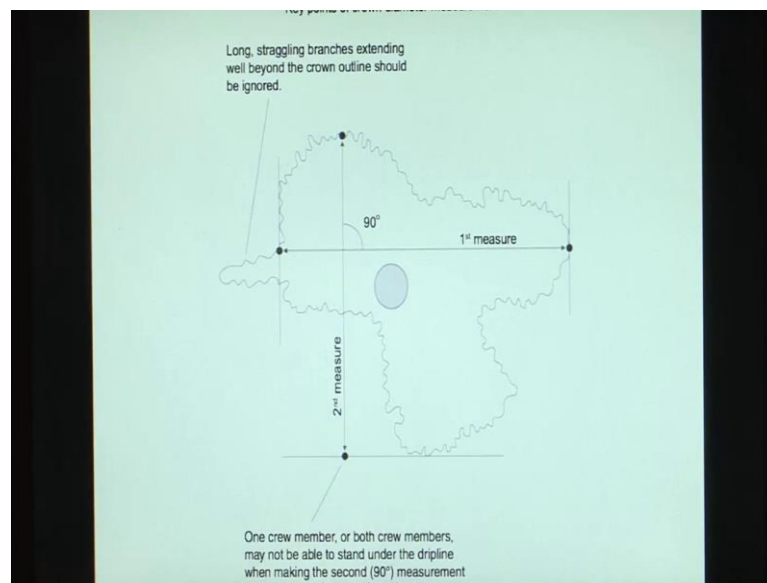 Long, straggling branches extending
well beyond the crown outline should
be ignored.
90°
1st measure
2nd measure
One crew member, or both crew members,
may not be able to stand under the dripline
when making the second (90°) measurement